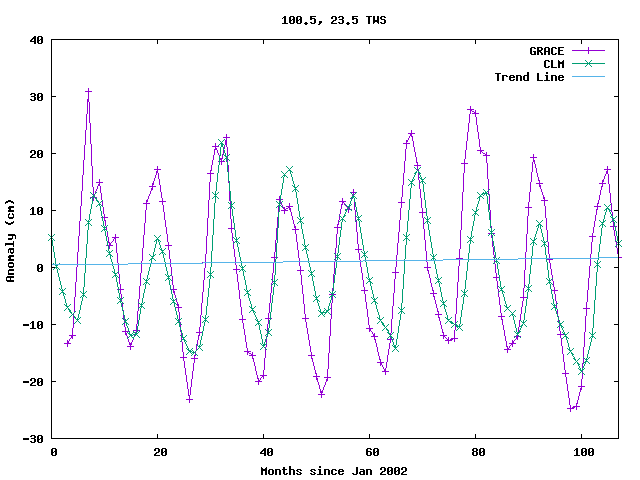 100.5, 23.5 TWS
GRACE
CLM
Trend Line
40
30
20
10
0
-10
-20
-30
Anomaly (cm)
0 20 40 60 80 100
Months since Jan 2002